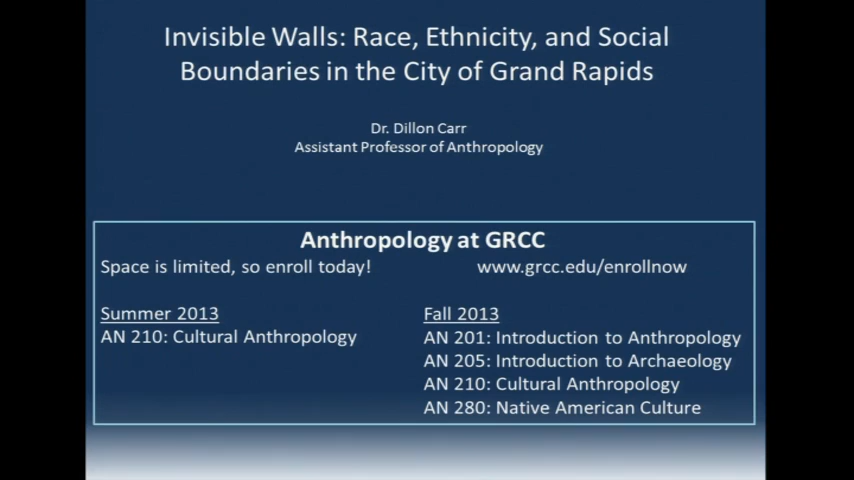 Invisible Walls: Race, Ethnicity, and Social
Boundaries in the City of Grand Rapids
Dr. Dillon Carr
Assistant Professor of Anthropology
Anthropology at GRCC
Space is limited, so enroll today!
www.grcc.edu/enrollnow
Summer 2013
AN 210: Cultural Anthropology
Fall 2013
AN 201: Introduction to Anthropology
AN 205: Introduction to Archaeology
AN 210: Cultural Anthropology
AN 280: Native American Culture